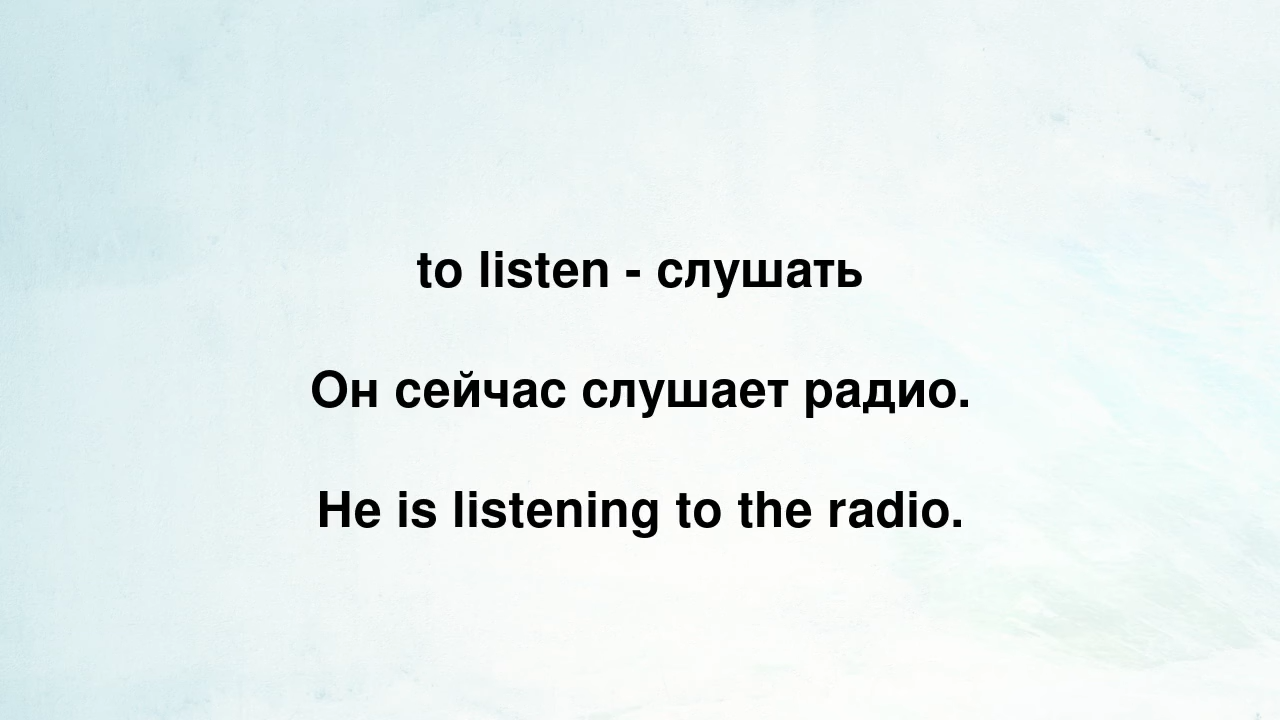 to listen - слушать
Он сейчас слушает радио.
He is listening to the radio.